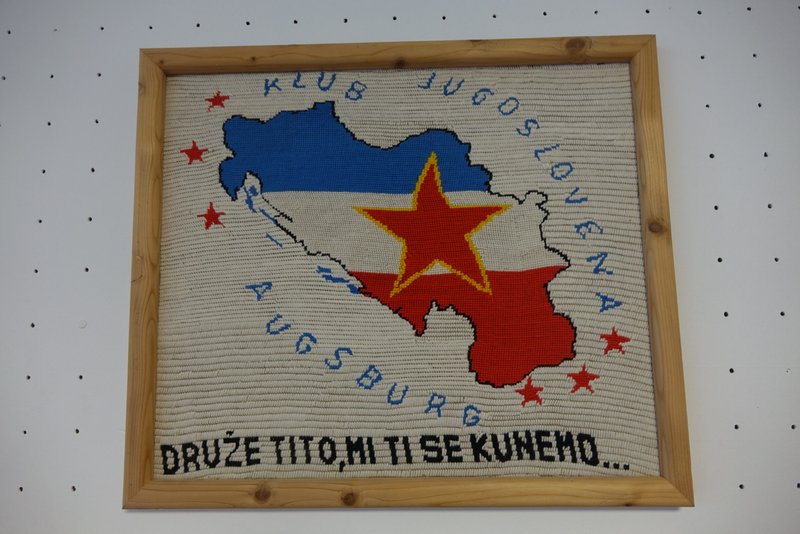 KLUB JUGOSLOVENA
AUGSBURG
DRUŽE TITO, MI TI SE KUNEMO...